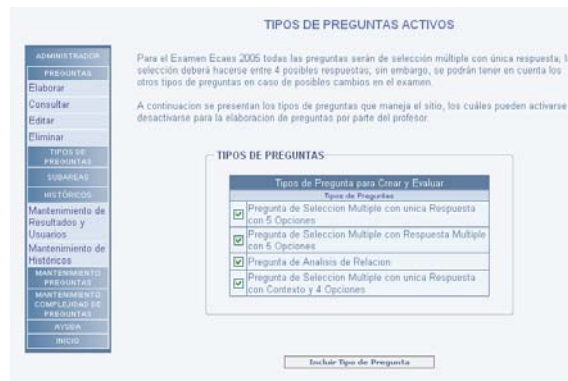 TIPOS DE PREGUNTAS ACTIVOS
ADMINISTRADOR
PREGUNTAS
Elaborar
Consultar
Editar
Eliminar
TIPOS DE
PREGUNTAS
SUBAREAS
HISTÓRICOS
Mantenimiento de
Resultados y
Usuarios
Mantenimiento de
Históricos
MANTENIMIENTO
PREGUNTAS
MANTENIMIENTO
COMPLEJIDAD DE
PREGUNTAS
AYUDA
INICIO
Para el Examen Ecaes 2005 todas las preguntas serán de selección múltiple con única respuesta, l
selección deberá hacerse entre 4 posibles respuestas; sin embargo, se podrán tener en cuenta los
otros tipos de preguntas en caso de posibles cambios en el examen.
A continuacion se presentan los tipos de preguntas que maneja el sitio, los cuáles pueden activarse
desactivarse para la elaboracion de preguntas por parte del profesor.
TIPOS DE PREGUNTAS
Tipos de Pregunta para Crear y Evaluar
Tipos de Preguntas
Pregunta de Seleccion Multiple con unica Respuesta
con 5 Opciones
Pregunta de Seleccion Multiple con Respuesta Multiple
con 5 Opciones
Pregunta de Analisis de Relacion
Pregunta de Seleccion Multiple con unica Respuesta
con Contexto y 4 Opciones
Incluir Tipo de Pregunta